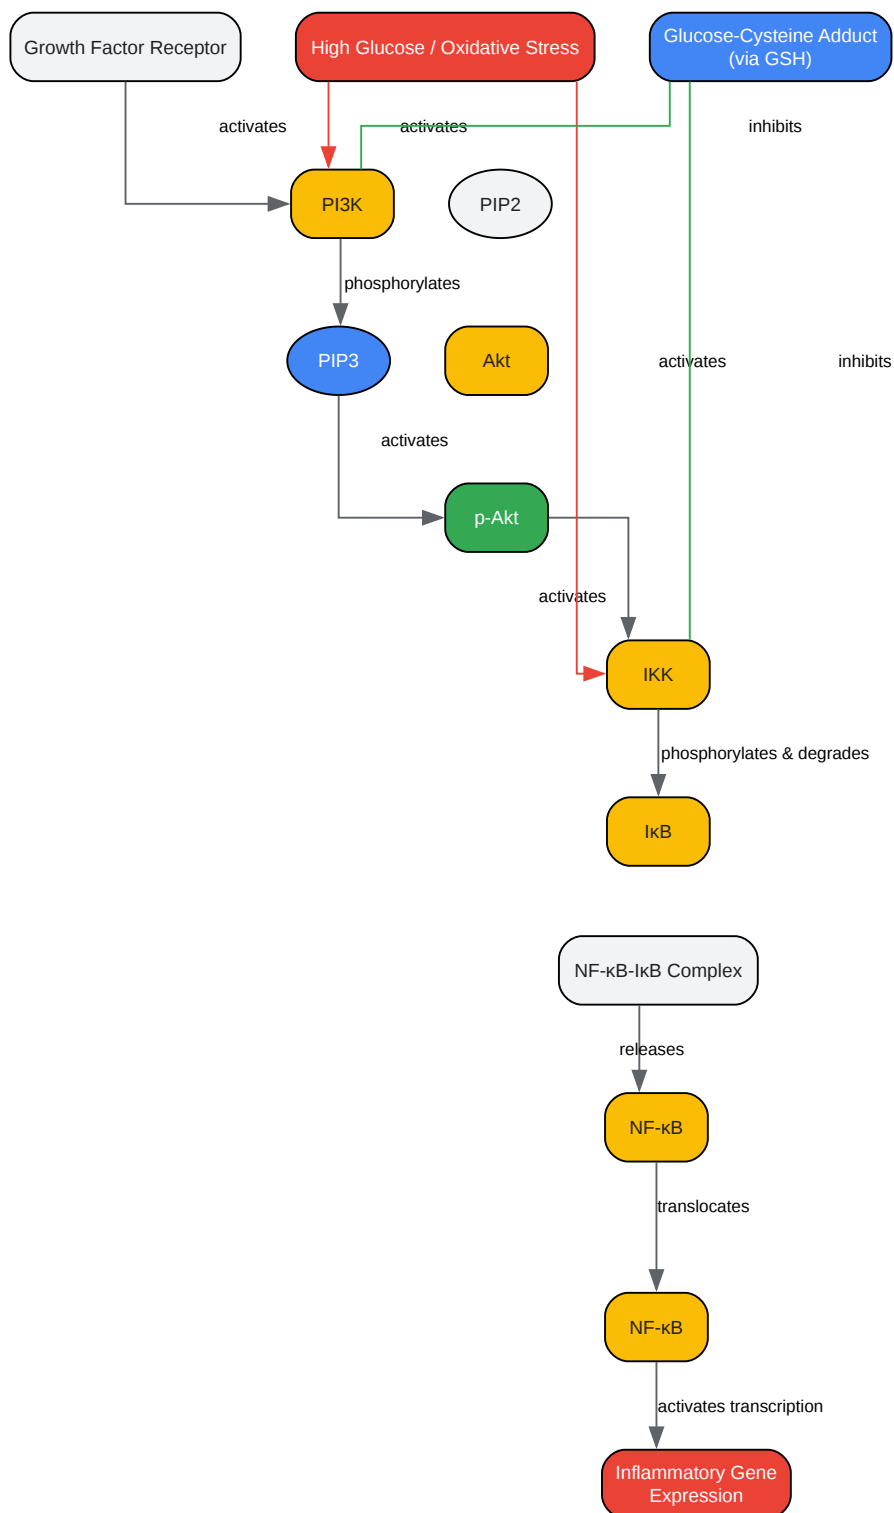 Growth Factor Receptor
High Glucose / Oxidative Stress
Glucose-Cysteine Adduct
(via GSH)
activates
activates
inhibits
PI3K
PIP2
phosphorylates
PIP3
Akt
activates
inhibits
activates
p-Akt
activates
IKK
phosphorylates & degrades
IκB
NF-κB-IκB Complex
releases
NF-κB
translocates
NF-κB
activates transcription
Inflammatory Gene
Expression